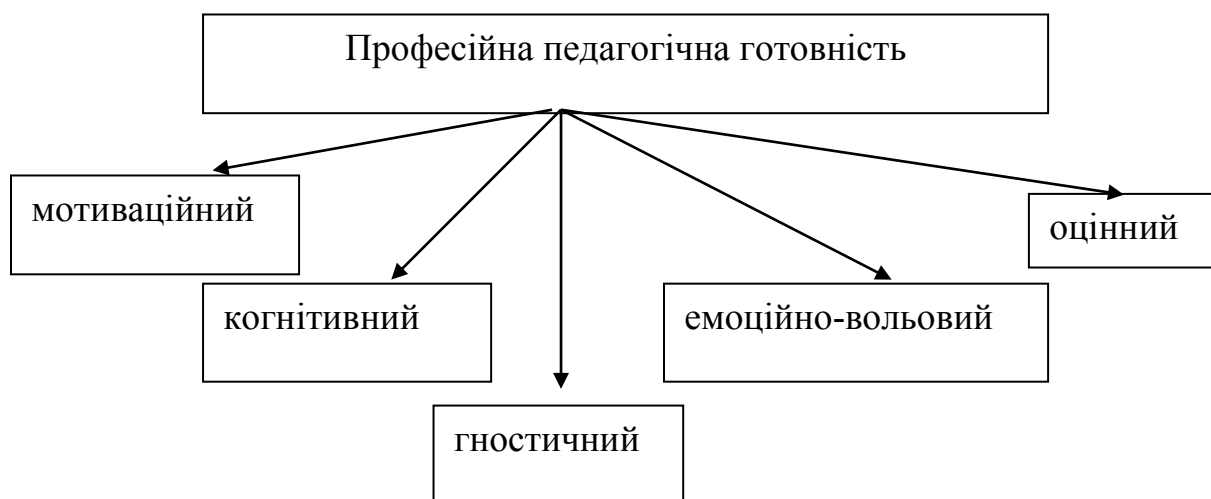 Професійна педагогічна готовність
мотиваційний
оцінний
когнітивний
емоційно-вольовий
гностичний